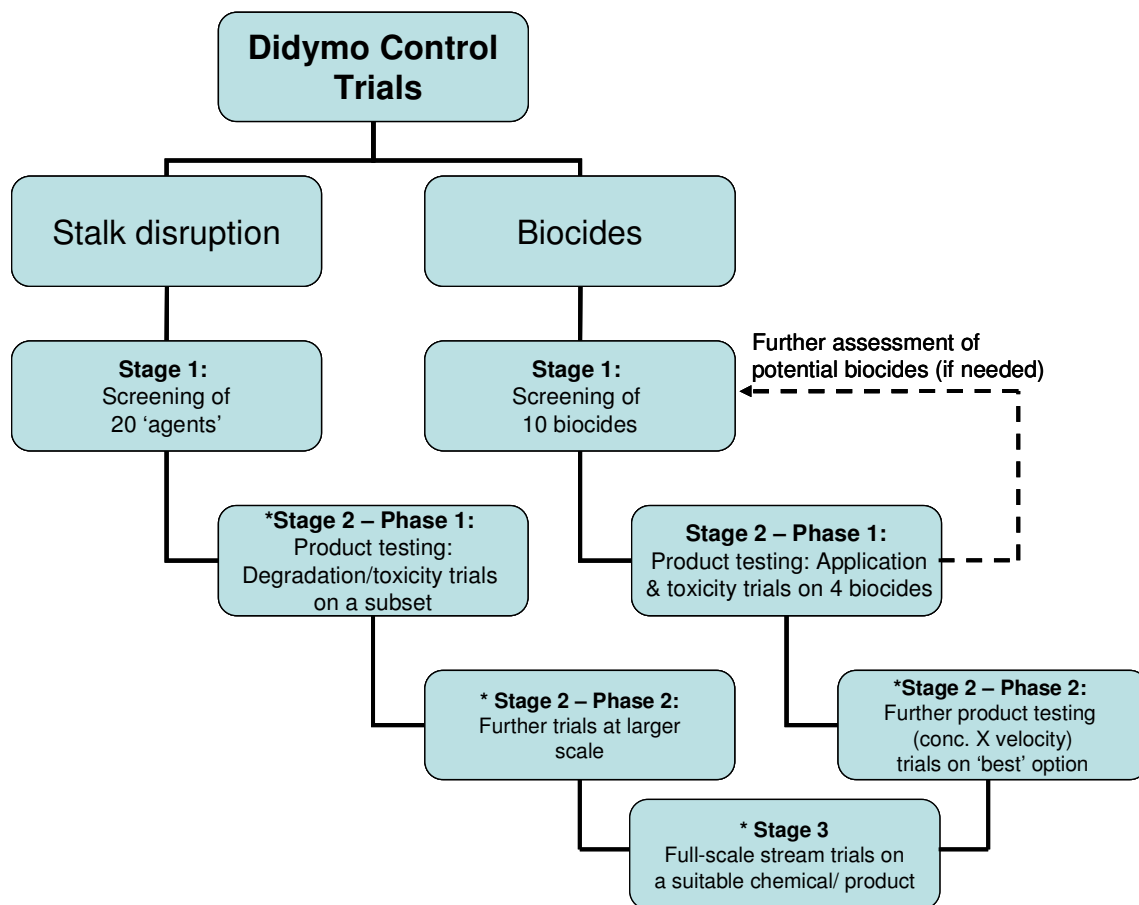 Didymo Control
Trials
Stalk disruption
Biocides
Stage 1:
Screening of
20 ‘agents’
Stage 1:
Screening of
10 biocides
Further assessment of
potential biocides (if needed)
*Stage 2 – Phase 1:
Product testing:
Degradation/toxicity trials
on a subset
Stage 2 – Phase 1:
Product testing: Application
& toxicity trials on 4 biocides
* Stage 2 – Phase 2:
Further trials at larger
scale
*Stage 2 – Phase 2:
Further product testing
(conc. X velocity)
trials on ‘best’ option
* Stage 3
Full-scale stream trials on
a suitable chemical/ product